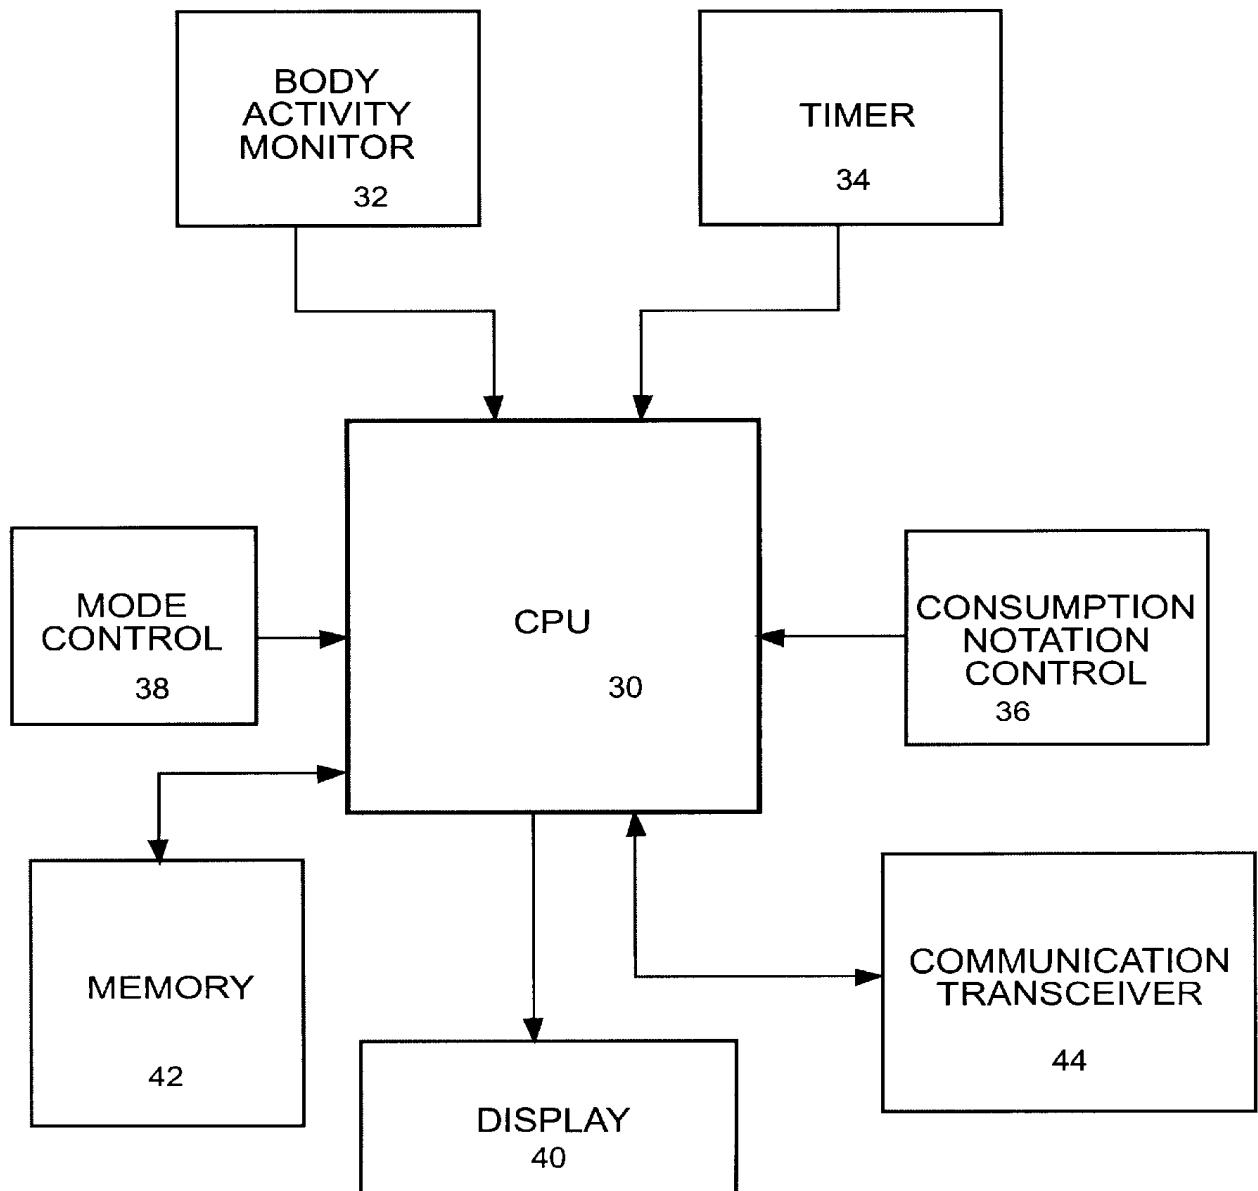 BODY
ACTIVITY
MONITOR
32
TIMER
34
MODE
CONTROL
38
CPU
30
CONSUMPTION
NOTATION
CONTROL
36
MEMORY
42
DISPLAY
40
COMMUNICATION
TRANSCEIVER
44